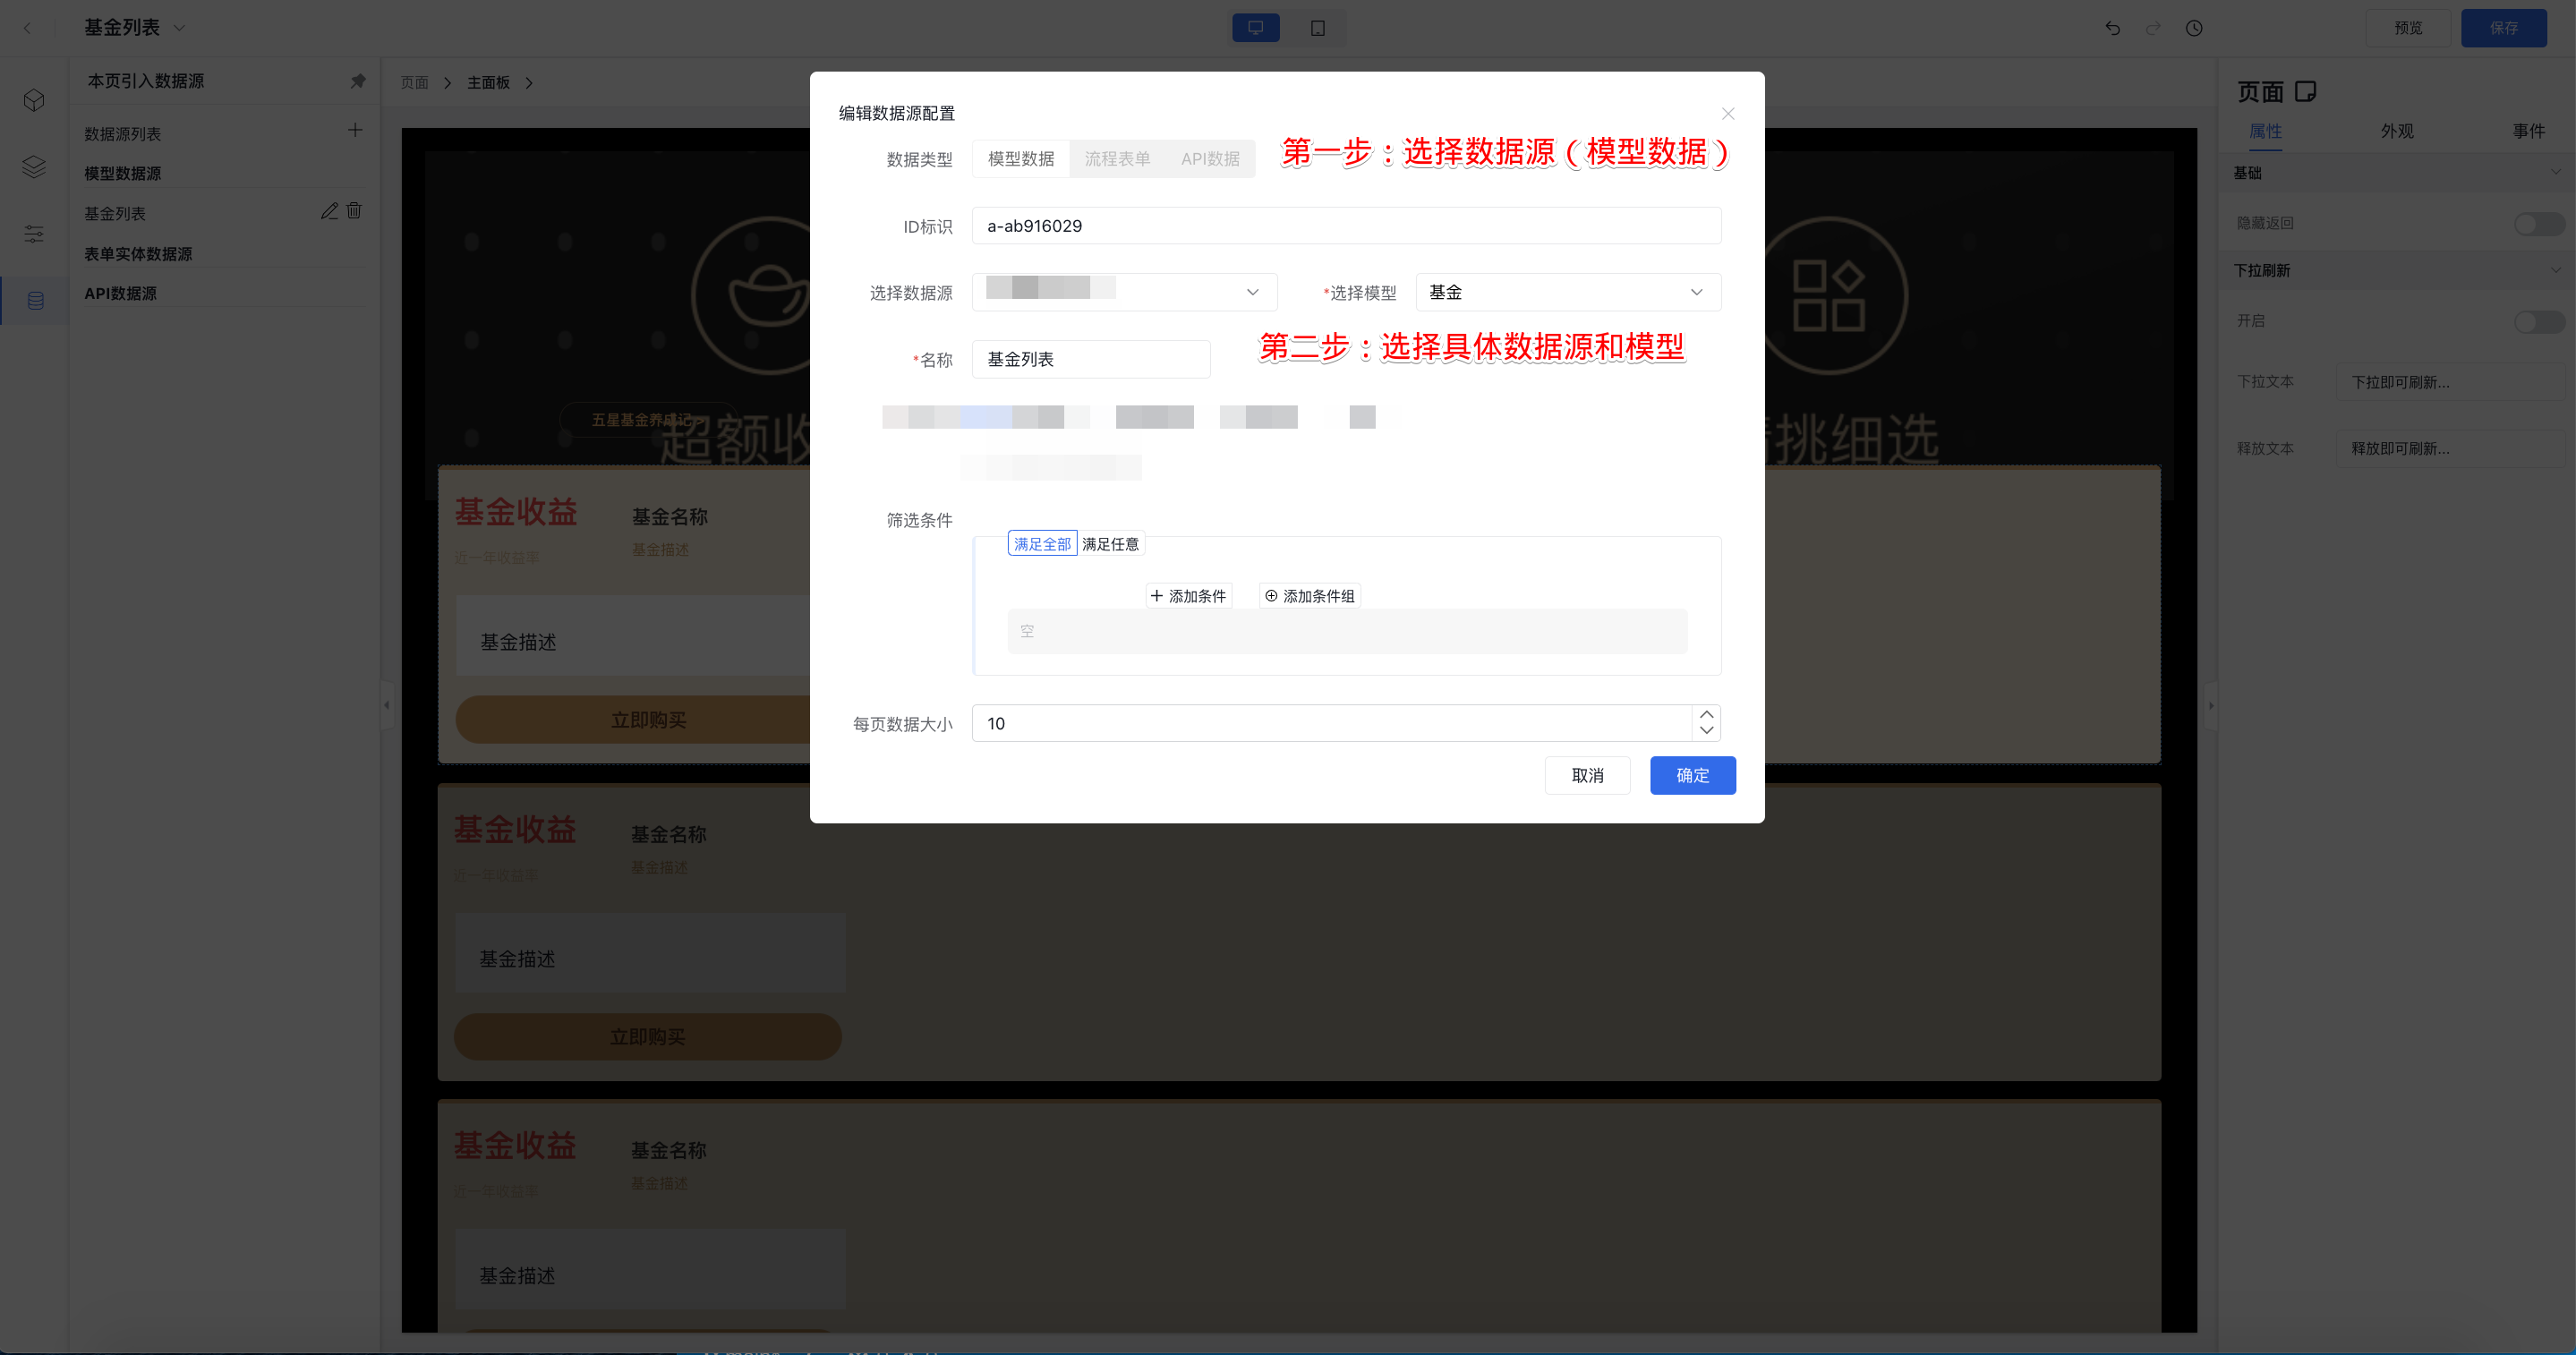 基金列表
预览
保存
本页引入数据源
数据源列表
模型数据源
基金列表
表单实体数据源
API数据源
页面 > 主面板 >
五星基金养成记>
超额收
挑细选
基金收益 基金名称
近一年收益率 基金描述
基金描述
立即购买
基金收益 基金名称
近一年收益率 基金描述
基金描述
立即购买
基金收益 基金名称
近一年收益率 基金描述
基金描述
编辑数据源配置
数据类型 模型数据 流程表单 API数据
第一步：选择数据源（模型数据）
ID标识 a-ab916029
选择数据源 *选择模型 基金
第二步：选择具体数据源和模型
*名称 基金列表
筛选条件
满足全部 满足任意
添加条件 添加条件组
空
每页数据大小 10
取消 确定
页面
属性 外观 事件
基础
隐藏返回
下拉刷新
开启
下拉文本 下拉即可刷新...
释放文本 释放即可刷新...